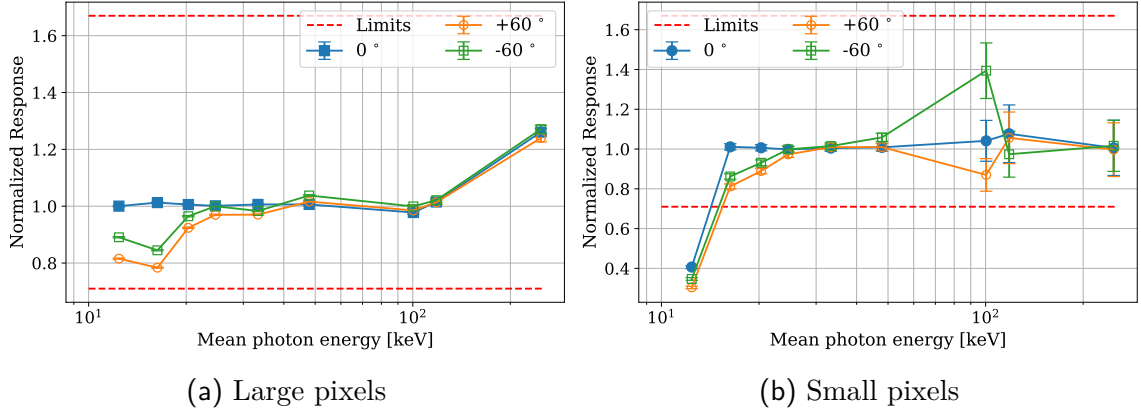 1.6
1.4
1.2
1.0
0.8
Normalized Response
Limits
0 °
+60 °
-60 °
10¹
10²
Mean photon energy [keV]
(a) Large pixels
1.6
1.4
1.2
1.0
0.8
0.6
0.4
Normalized Response
Limits
0 °
+60 °
-60 °
10¹
10²
Mean photon energy [keV]
(b) Small pixels